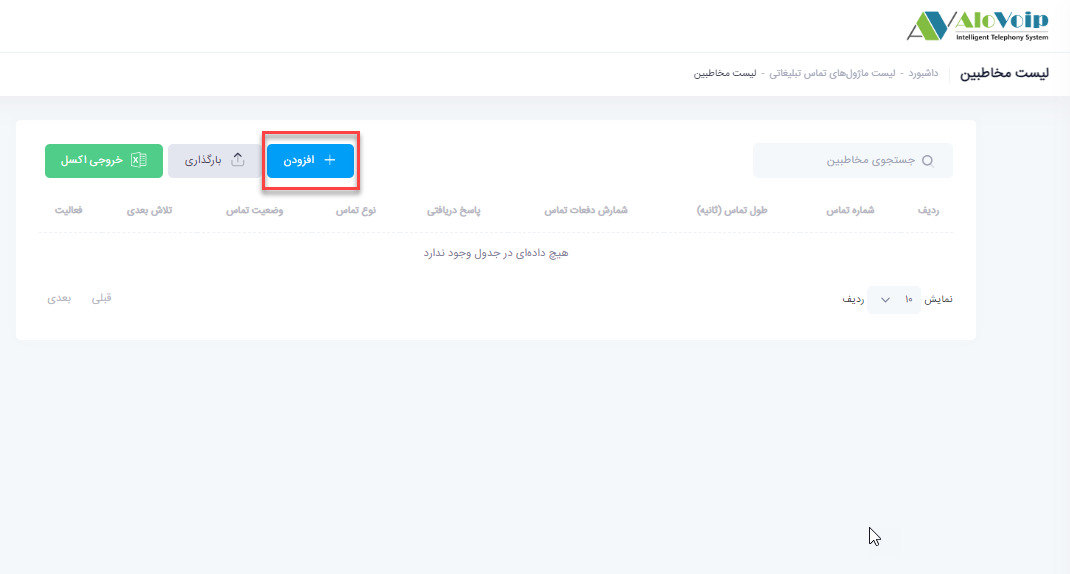 AloVoip
Intelligent Telephony System
لیست مخاطبین
داشبورد - لیست ماژول‌های تماس تبلیغاتی - لیست مخاطبین
جستجوی مخاطبین
افزودن
بارگذاری
خروجی اکسل
ردیف شماره تماس طول تماس (ثانیه) شمارش دفعات تماس پاسخ دریافتی نوع تماس وضعیت تماس تلاش بعدی فعالیت
هیچ داده‌ای در جدول وجود ندارد
نمایش ۱۰ ردیف
قبلی بعدی